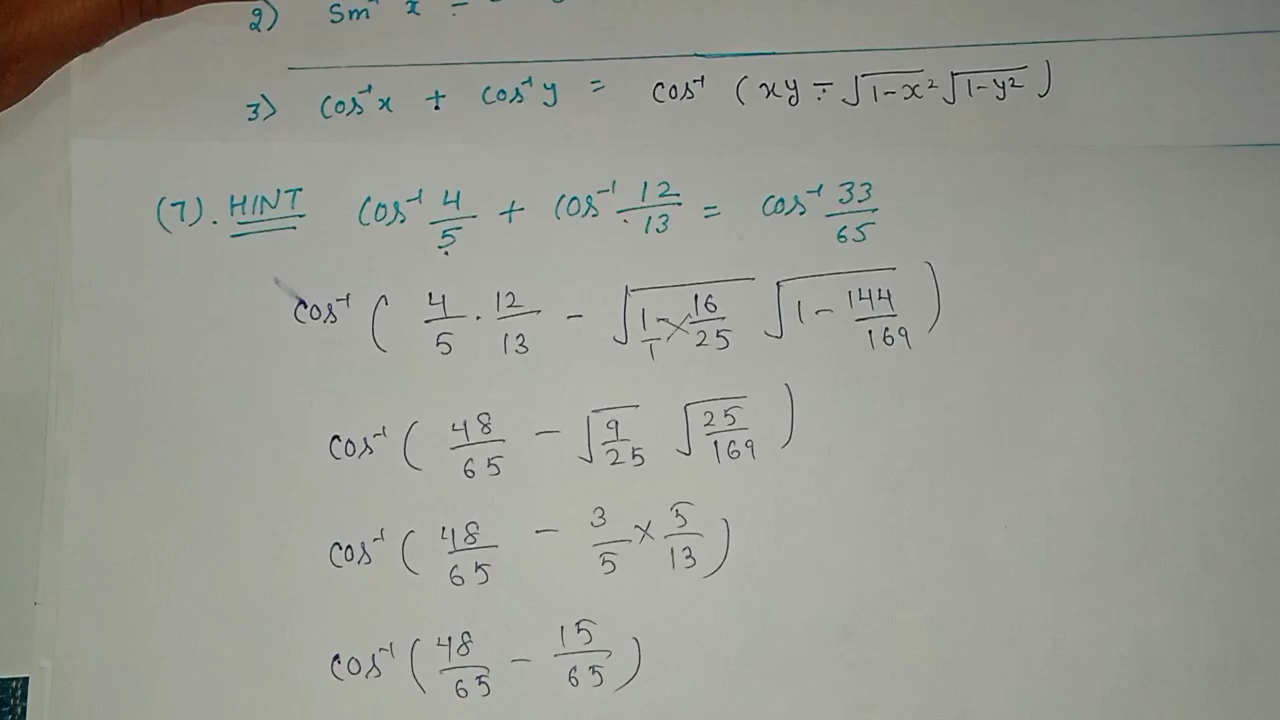 2) Sin⁻¹ x
3) Cos⁻¹x ± cos⁻¹y = cos⁻¹ (xy ∓ √1-x² √1-y²)
(7). HINT Cos⁻¹ 4/5 + cos⁻¹ 12/13 = cos⁻¹ 33/65
cos⁻¹ ( 4/5 . 12/13 - √1/1 - 16/25 √1 - 144/169 )
cos⁻¹ ( 48/65 - √9/25 √25/169 )
cos⁻¹ ( 48/65 - 3/5 × 5/13 )
cos⁻¹ ( 48/65 - 15/65 )